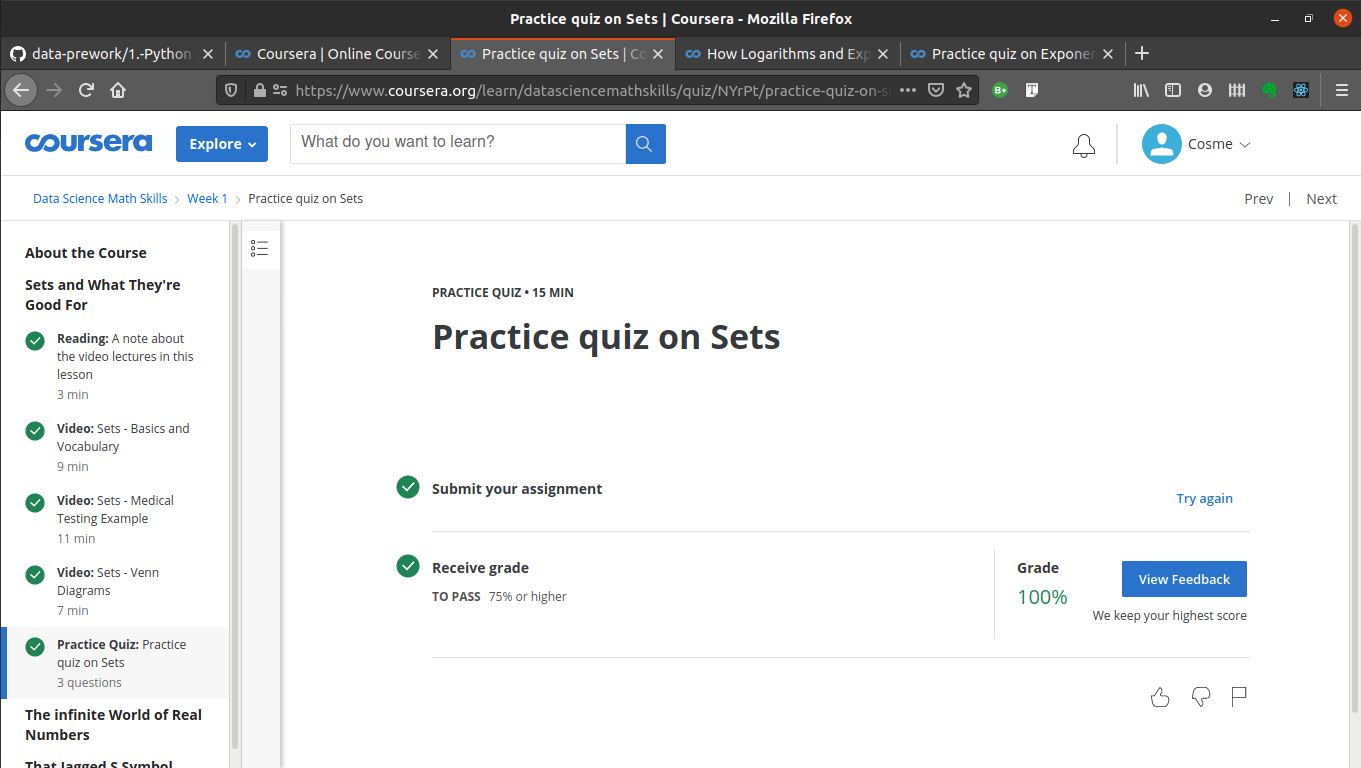 Practice quiz on Sets | Coursera - Mozilla Firefox
data-prework/1.-Python
Coursera | Online Course
Practice quiz on Sets | Co
How Logarithms and Exp
Practice quiz on Exponen
https://www.coursera.org/learn/datasciencemathskills/quiz/NYrPt/practice-quiz-on-s
B+
T
coursera
Explore
What do you want to learn?
Cosme
Data Science Math Skills
Week 1
Practice quiz on Sets
Prev | Next
About the Course
Sets and What They're
Good For
Reading: A note about
the video lectures in this
lesson
3 min
Video: Sets - Basics and
Vocabulary
9 min
Video: Sets - Medical
Testing Example
11 min
Video: Sets - Venn
Diagrams
7 min
Practice Quiz: Practice
quiz on Sets
3 questions
The infinite World of Real
Numbers
That Jagged S Symbol
PRACTICE QUIZ • 15 MIN
Practice quiz on Sets
Submit your assignment
Try again
Receive grade
TO PASS 75% or higher
Grade
100%
View Feedback
We keep your highest score